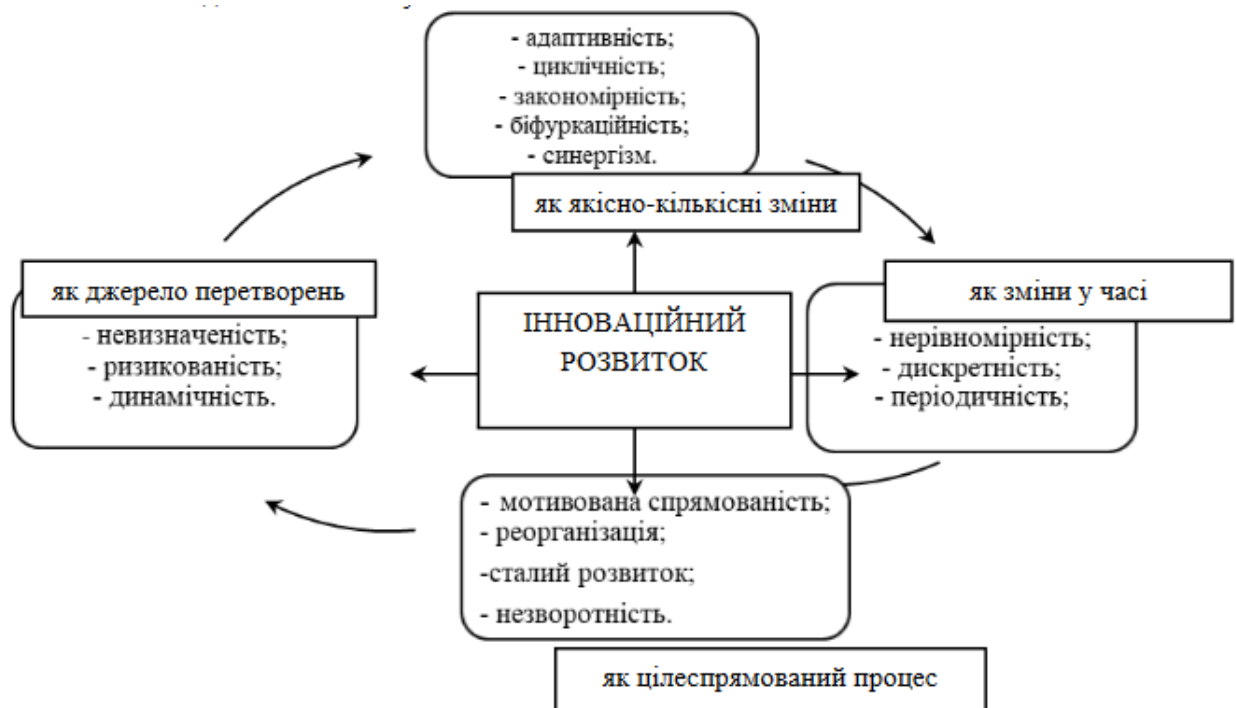 - адаптивність;
- циклічність;
- закономірність;
- біфуркаційність;
- синергізм.
як якісно-кількісні зміни
як джерело перетворень
- невизначеність;
- ризикованість;
- динамічність.
ІННОВАЦІЙНИЙ
РОЗВИТОК
як зміни у часі
- нерівномірність;
- дискретність;
- періодичність;
- мотивована спрямованість;
- реорганізація;
-сталий розвиток;
- незворотність.
як цілеспрямований процес